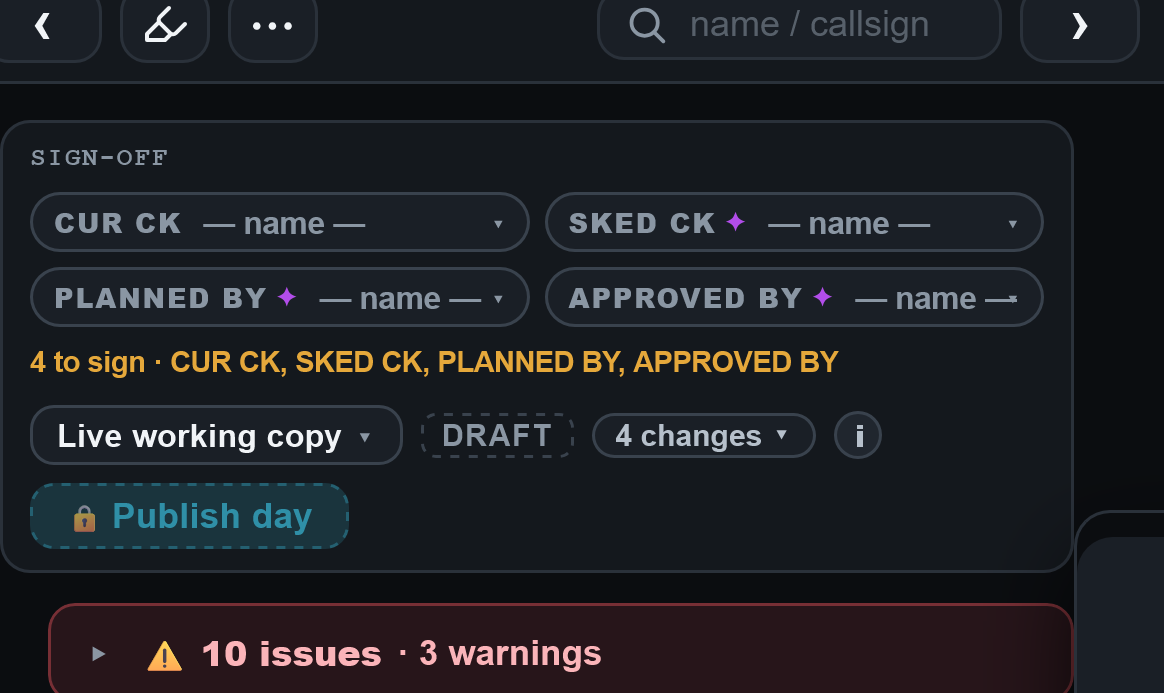 name / callsign
SIGN-OFF
CUR CK — name —
SKED CK ✦ — name —
PLANNED BY ✦ — name —
APPROVED BY ✦ — name —
4 to sign · CUR CK, SKED CK, PLANNED BY, APPROVED BY
Live working copy DRAFT 4 changes i
Publish day
10 issues · 3 warnings